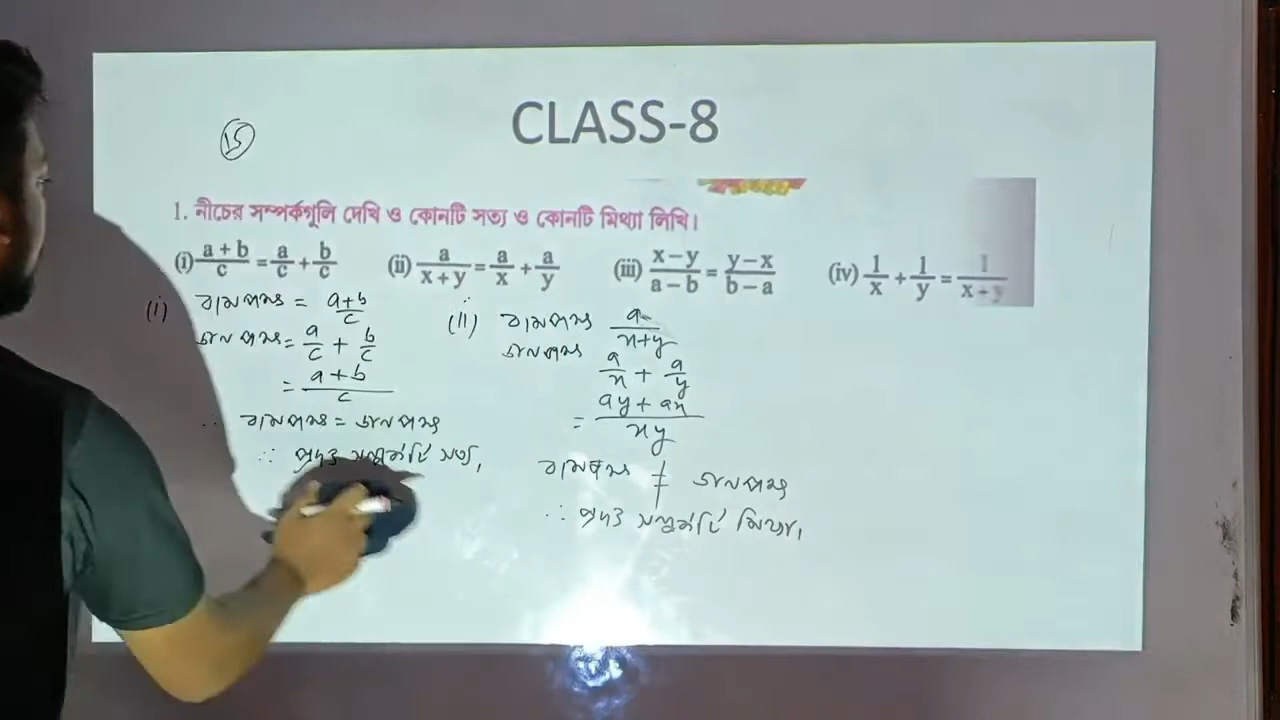 CLASS-8
15
1. নীচের সম্পর্কগুলি দেখি ও কোনটি সত্য ও কোনটি মিথ্যা লিখি।
(i) (a+b)/c = a/c + b/c (ii) a/(x+y) = a/x + a/y (iii) (x-y)/(a-b) = (y-x)/(b-a) (iv) 1/x + 1/y = 1/(x+y)
(i) বামপক্ষ = (a+b)/c
ডানপক্ষ = a/c + b/c
= (a+b)/c
∴ বামপক্ষ = ডানপক্ষ
∴ প্রদত্ত সম্পর্কটি সত্য,
(ii) বামপক্ষ a/(x+y)
ডানপক্ষ
a/x + a/y
= (ay+ax)/xy
বামপক্ষ ≠ ডানপক্ষ
∴ প্রদত্ত সম্পর্কটি মিথ্যা,